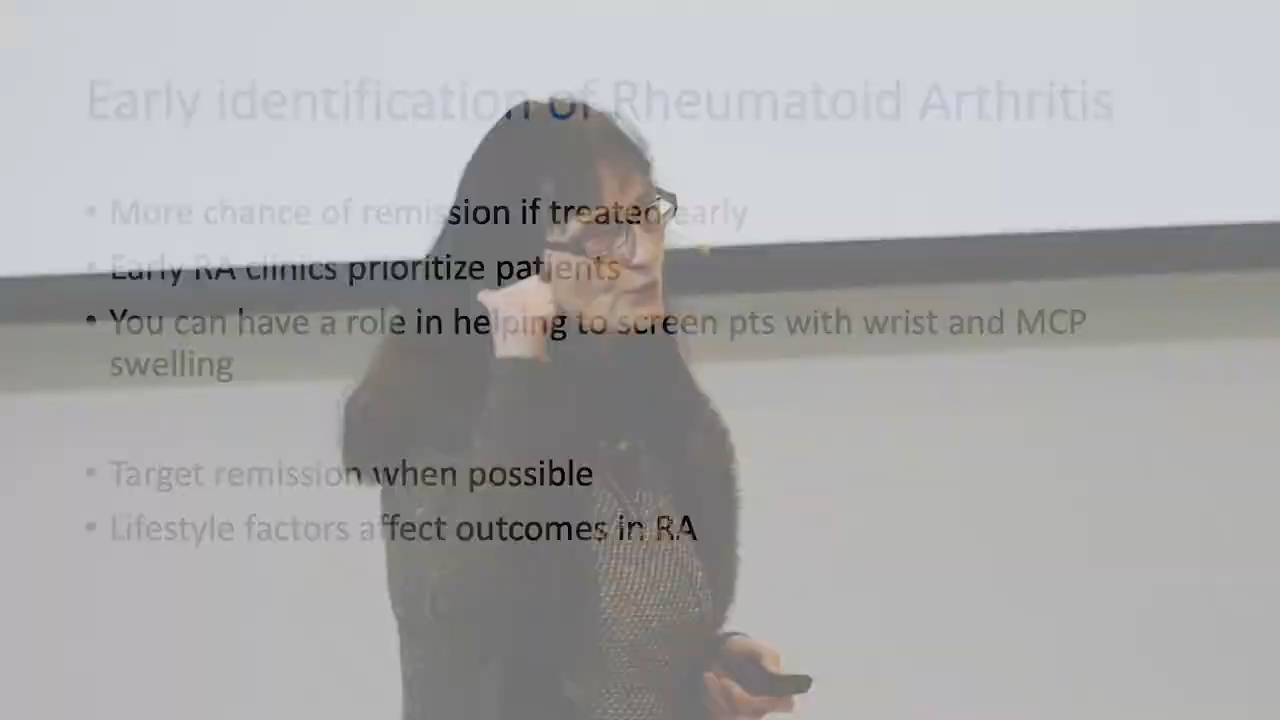 Early identification of Rheumatoid Arthritis
• More chance of remission if treated early
• Early RA clinics prioritize patients
• You can have a role in helping to screen pts with wrist and MCP
swelling
• Target remission when possible
• Lifestyle factors affect outcomes in RA